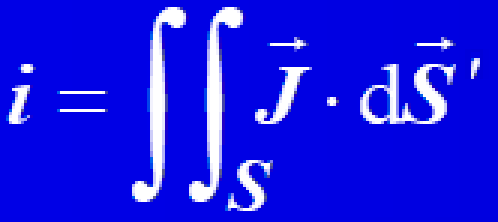 i = ∬_S J⃗ · dS⃗′